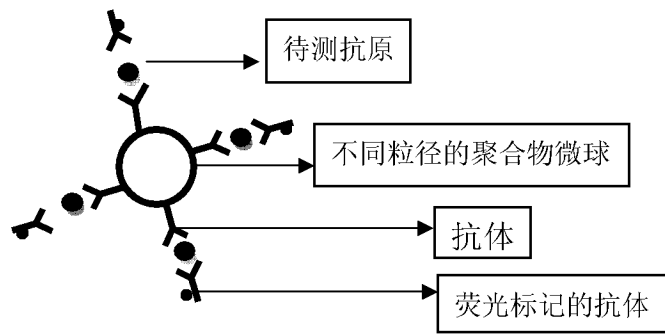 待测抗原
不同粒径的聚合物微球
抗体
荧光标记的抗体